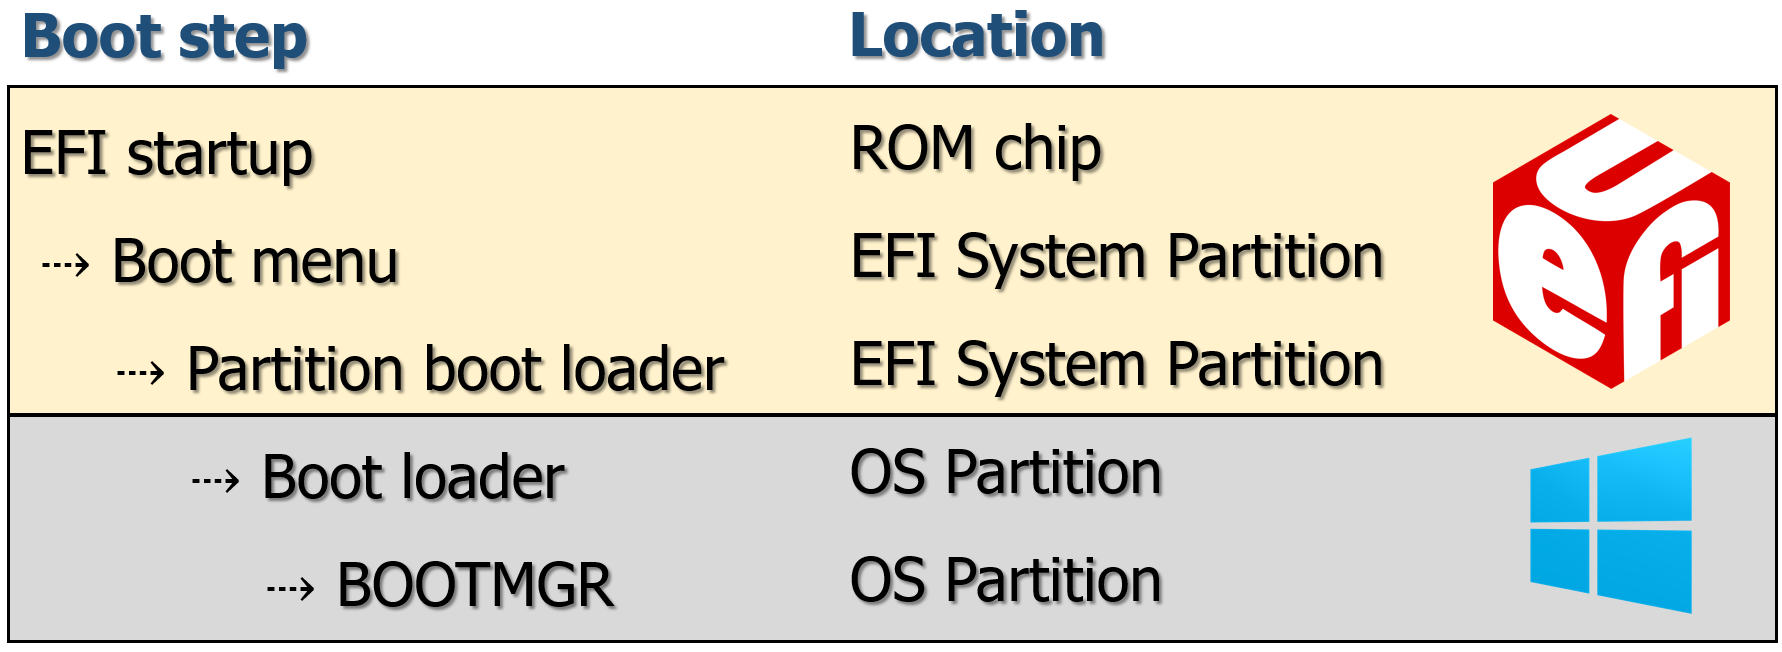 Boot step Location
EFI startup ROM chip
⇢ Boot menu EFI System Partition
⇢ Partition boot loader EFI System Partition
⇢ Boot loader OS Partition
⇢ BOOTMGR OS Partition
UEFI